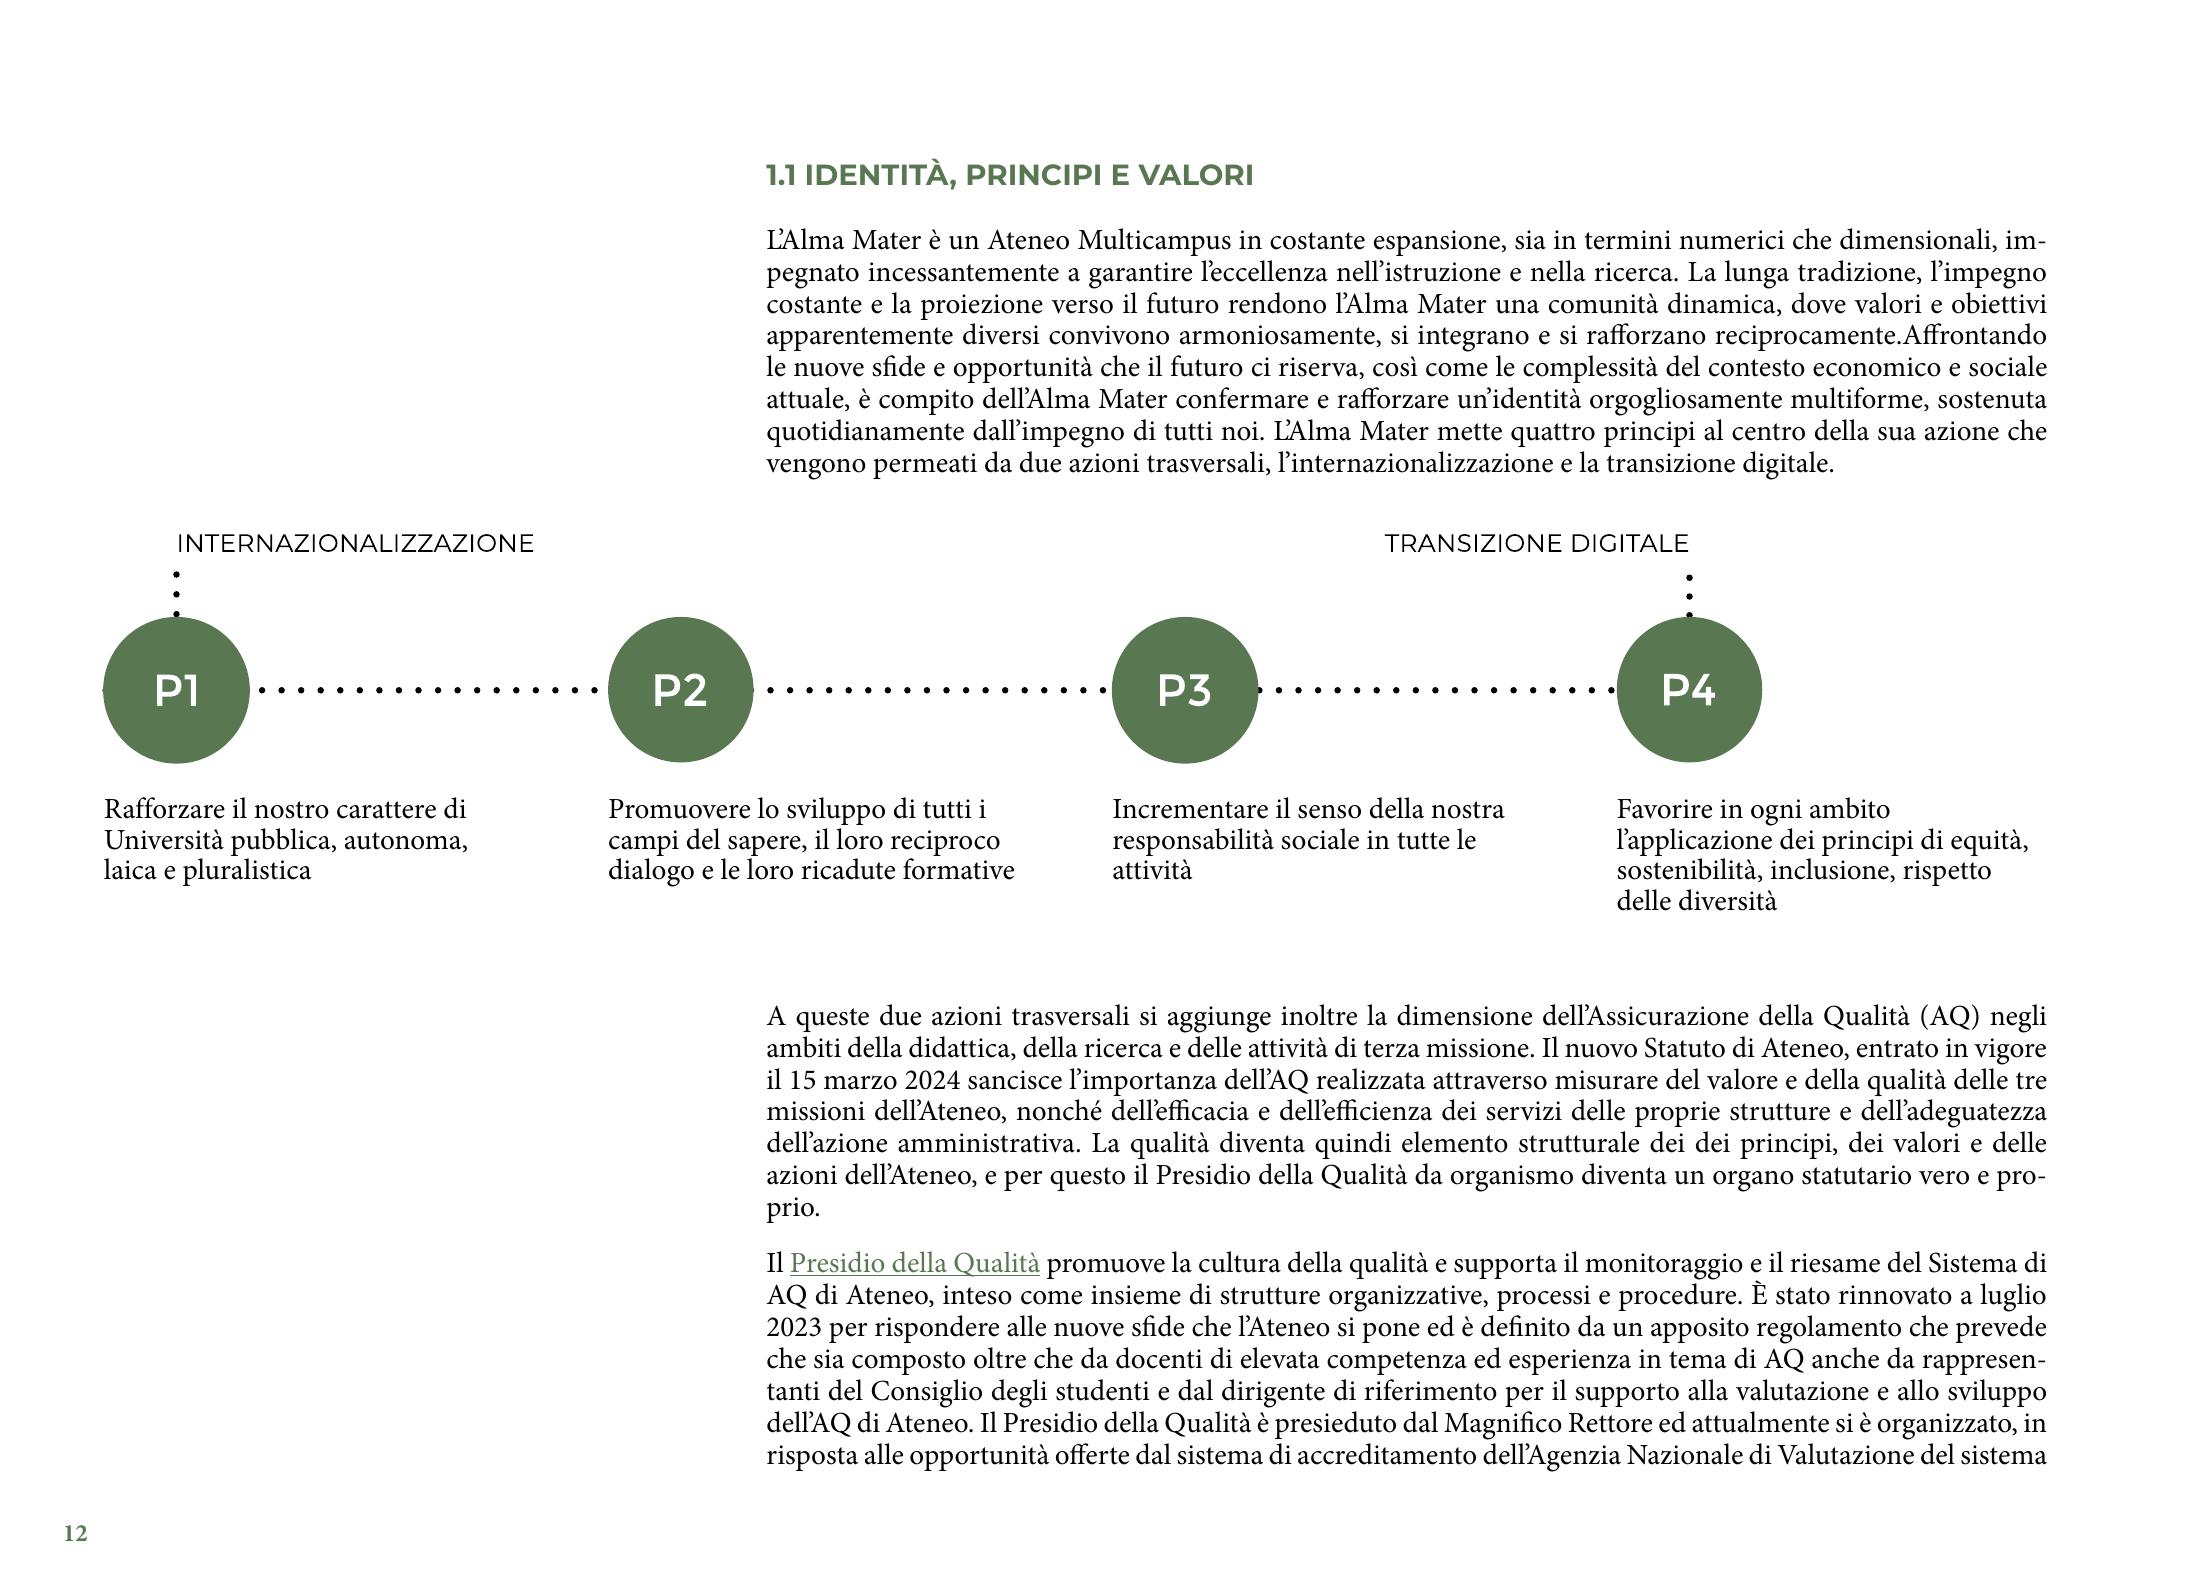 1.1 IDENTITÀ, PRINCIPI E VALORI
L’Alma Mater è un Ateneo Multicampus in costante espansione, sia in termini numerici che dimensionali, im-
pegnato incessantemente a garantire l’eccellenza nell’istruzione e nella ricerca. La lunga tradizione, l’impegno
costante e la proiezione verso il futuro rendono l’Alma Mater una comunità dinamica, dove valori e obiettivi
apparentemente diversi convivono armoniosamente, si integrano e si rafforzano reciprocamente.Affrontando
le nuove sfide e opportunità che il futuro ci riserva, così come le complessità del contesto economico e sociale
attuale, è compito dell’Alma Mater confermare e rafforzare un’identità orgogliosamente multiforme, sostenuta
quotidianamente dall’impegno di tutti noi. L’Alma Mater mette quattro principi al centro della sua azione che
vengono permeati da due azioni trasversali, l’internazionalizzazione e la transizione digitale.
INTERNAZIONALIZZAZIONE
TRANSIZIONE DIGITALE
P1
P2
P3
P4
Rafforzare il nostro carattere di
Università pubblica, autonoma,
laica e pluralistica
Promuovere lo sviluppo di tutti i
campi del sapere, il loro reciproco
dialogo e le loro ricadute formative
Incrementare il senso della nostra
responsabilità sociale in tutte le
attività
Favorire in ogni ambito
l’applicazione dei principi di equità,
sostenibilità, inclusione, rispetto
delle diversità
A queste due azioni trasversali si aggiunge inoltre la dimensione dell’Assicurazione della Qualità (AQ) negli
ambiti della didattica, della ricerca e delle attività di terza missione. Il nuovo Statuto di Ateneo, entrato in vigore
il 15 marzo 2024 sancisce l’importanza dell’AQ realizzata attraverso misurare del valore e della qualità delle tre
missioni dell’Ateneo, nonché dell’efficacia e dell’efficienza dei servizi delle proprie strutture e dell’adeguatezza
dell’azione amministrativa. La qualità diventa quindi elemento strutturale dei dei principi, dei valori e delle
azioni dell’Ateneo, e per questo il Presidio della Qualità da organismo diventa un organo statutario vero e pro-
prio.
Il Presidio della Qualità promuove la cultura della qualità e supporta il monitoraggio e il riesame del Sistema di
AQ di Ateneo, inteso come insieme di strutture organizzative, processi e procedure. È stato rinnovato a luglio
2023 per rispondere alle nuove sfide che l’Ateneo si pone ed è definito da un apposito regolamento che prevede
che sia composto oltre che da docenti di elevata competenza ed esperienza in tema di AQ anche da rappresen-
tanti del Consiglio degli studenti e dal dirigente di riferimento per il supporto alla valutazione e allo sviluppo
dell’AQ di Ateneo. Il Presidio della Qualità è presieduto dal Magnifico Rettore ed attualmente si è organizzato, in
risposta alle opportunità offerte dal sistema di accreditamento dell’Agenzia Nazionale di Valutazione del sistema
12